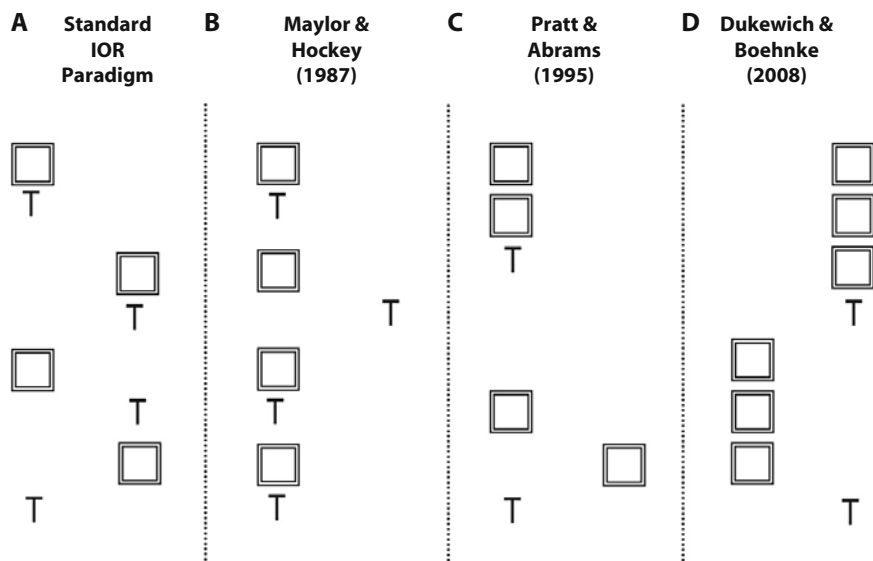 A Standard
IOR
Paradigm
B Maylor &
Hockey
(1987)
C Pratt &
Abrams
(1995)
D Dukewich &
Boehnke
(2008)
T
T
T
T
T
T
T
T
T
T
T
T